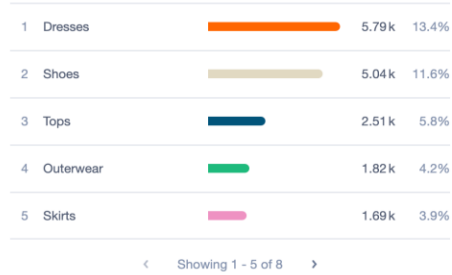 1 Dresses 5.79k 13.4%
2 Shoes 5.04k 11.6%
3 Tops 2.51k 5.8%
4 Outerwear 1.82k 4.2%
5 Skirts 1.69k 3.9%
‹ Showing 1 - 5 of 8 ›